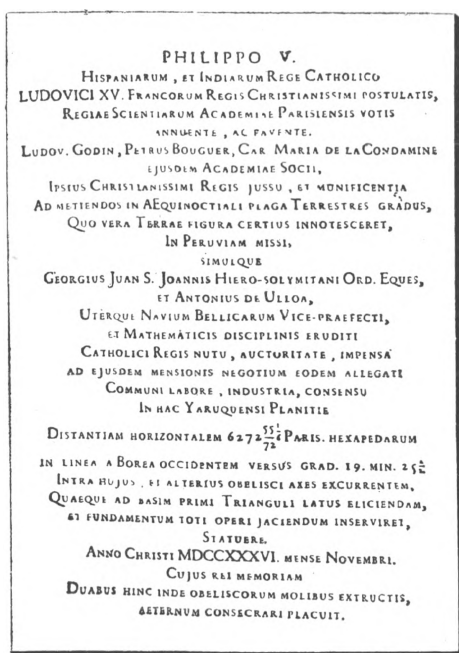 PHILIPPO V.
HISPANIARUM, ET INDIARUM REGE CATHOLICO
LUDOVICI XV. FRANCORUM REGIS CHRISTIANISSIMI POSTULATIS,
REGIAE SCIENTIARUM ACADEMIAE PARISIENSIS VOTIS
ANNUENTE, AC FAVENTE.
LUDOV. GODIN, PETRUS BOUGUER, CAR MARIA DE LA CONDAMINE
EJUSDEM ACADEMIAE SOCII,
IPSIUS CHRISTIANISSIMI REGIS JUSSU, ET MUNIFICENTIA
AD METIENDOS IN AEQUINOCTIALI PLAGA TERRESTRES GRADUS,
QUO VERA TERRAE FIGURA CERTIUS INNOTESCERET,
IN PERUVIAM MISSI,
SIMULQUE
GEORGIUS JUAN S. JOANNIS HIERO-SOLYMITANI ORD. EQUES,
ET ANTONIUS DE ULLOA,
UTERQUE NAVIUM BELLICARUM VICE-PRAEFECTI,
ET MATHEMATICIS DISCIPLINIS ERUDITI
CATHOLICI REGIS NUTU, AUCTORITATE, IMPENSA
AD EJUSDEM MENSIONIS NEGOTIUM EODEM ALLEGATI
COMMUNI LABORE, INDUSTRIA, CONSENSU
IN HAC YARUQUENSI PLANITIE
DISTANTIAM HORIZONTALEM 6272 PARIS. HEXAPEDARUM
IN LINEA A BOREA OCCIDENTEM VERSUS GRAD. 19. MIN. 25
INTRA HUJUS, ET ALTERIUS OBELISCI AXES EXCURRENTEM,
QUAEQUE AD BASIM PRIMI TRIANGULI LATUS ELICIENDAM,
ET FUNDAMENTUM TOTI OPERI JACIENDUM INSERVIRET,
STATUERE.
ANNO CHRISTI MDCCXXXVI. MENSE NOVEMBRI.
CUJUS REI MEMORIAM
DUABUS HINC INDE OBELISCORUM MOLIBUS EXTRUCTIS,
AETERNUM CONSECRARI PLACUIT.